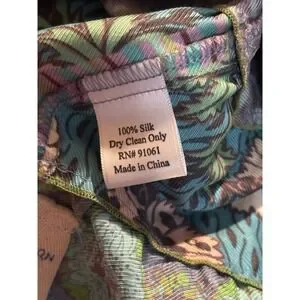 100% Silk
Dry Clean Only
RN# 91061
Made in China